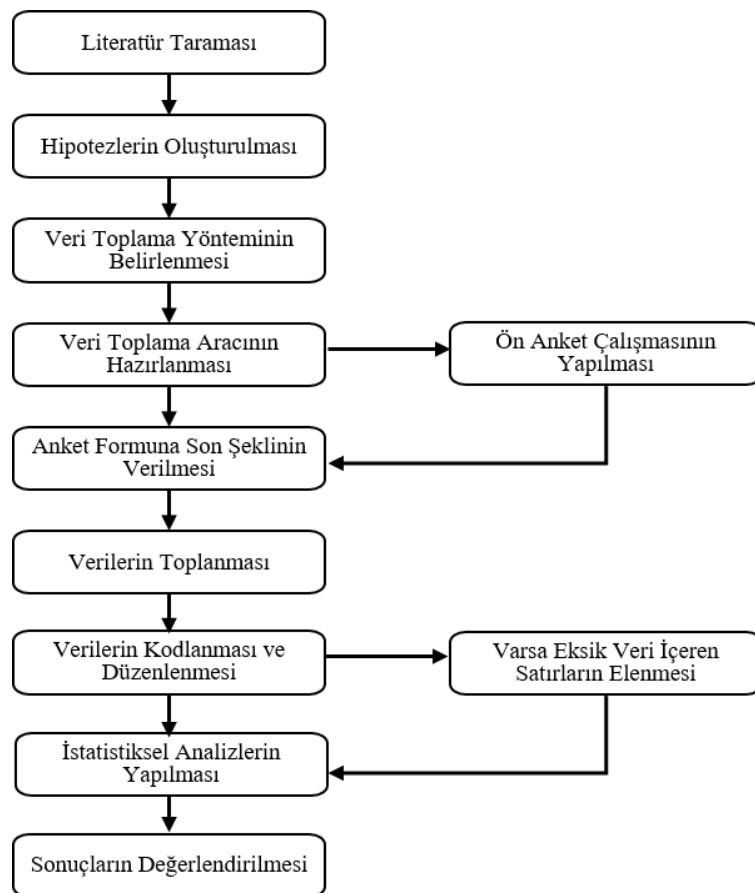 Literatür Taraması
Hipotezlerin Oluşturulması
Veri Toplama Yönteminin
Belirlenmesi
Veri Toplama Aracının
Hazırlanması
Ön Anket Çalışmasının
Yapılması
Anket Formuna Son Şeklinin
Verilmesi
Verilerin Toplanması
Verilerin Kodlanması ve
Düzenlenmesi
Varsa Eksik Veri İçeren
Satırların Elenmesi
İstatistiksel Analizlerin
Yapılması
Sonuçların Değerlendirilmesi